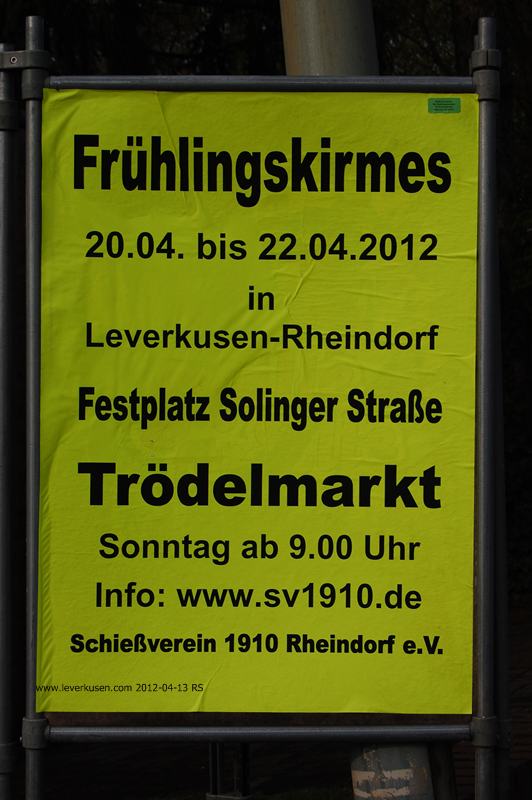 Frühlingskirmes
20.04. bis 22.04.2012
in
Leverkusen-Rheindorf
Festplatz Solinger Straße
Trödelmarkt
Sonntag ab 9.00 Uhr
Info: www.sv1910.de
Schießverein 1910 Rheindorf e.V.
www.leverkusen.com 2012-04-13 RS